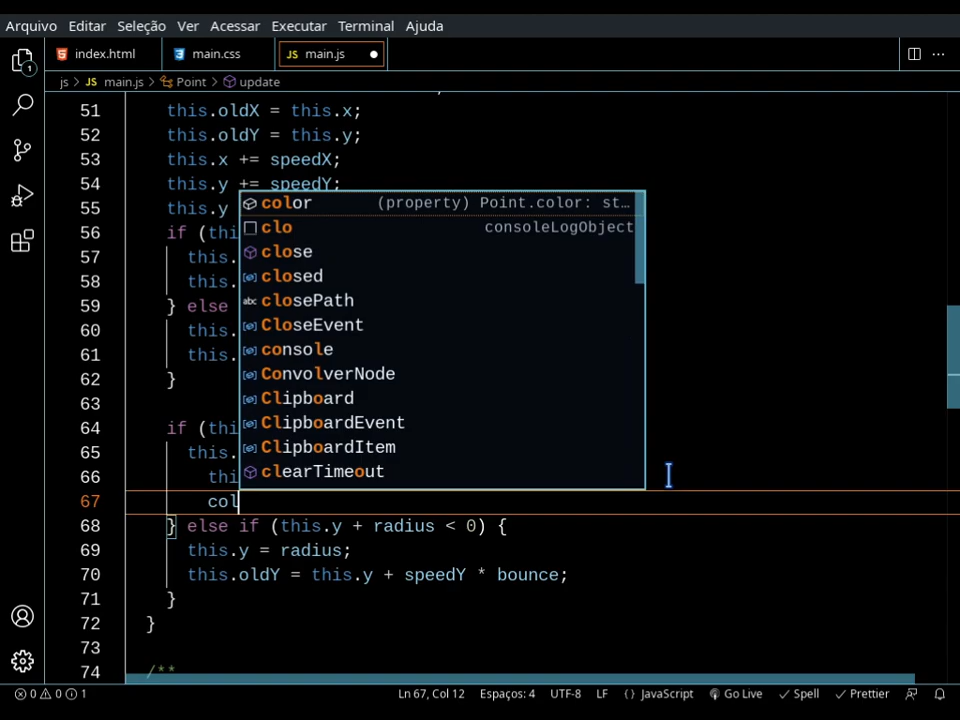 Arquivo Editar Seleção Ver Acessar Executar Terminal Ajuda
index.html main.css JS main.js
js > JS main.js > Point > update
51 this.oldX = this.x;
52 this.oldY = this.y;
53 this.x += speedX;
54 this.y += speedY;
55 this.y
56 if (thi
57 this.
58 this.
59 } else
60 this.
61 this.
62 }
63
64 if (thi
65 this.
66 thi
67 col
68 } else if (this.y + radius < 0) {
69 this.y = radius;
70 this.oldY = this.y + speedY * bounce;
71 }
72 }
73
74 /**
color (property) Point.color: st…
clo consoleLogObject
close
closed
abc closePath
CloseEvent
console
ConvolverNode
Clipboard
ClipboardEvent
ClipboardItem
clearTimeout
1
0 0 1 Ln 67, Col 12 Espaços: 4 UTF-8 LF {} JavaScript Go Live Spell Prettier